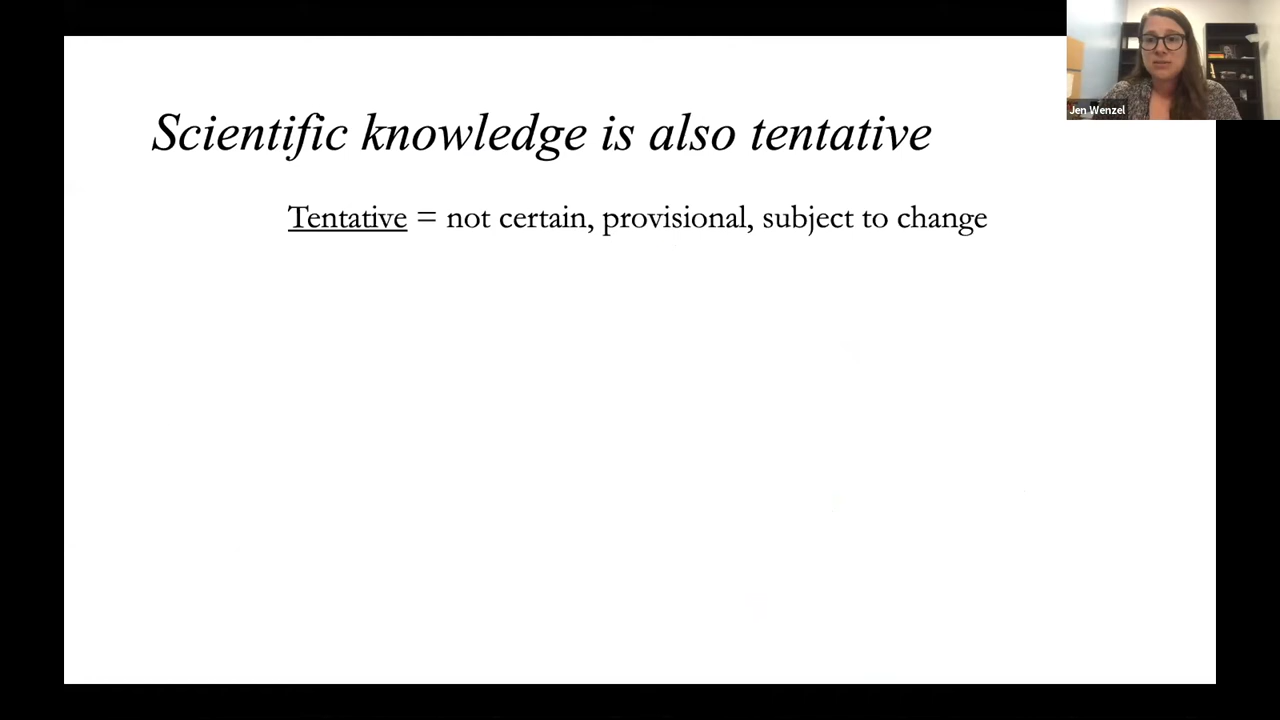 Jen Wenzel
Scientific knowledge is also tentative
Tentative = not certain, provisional, subject to change